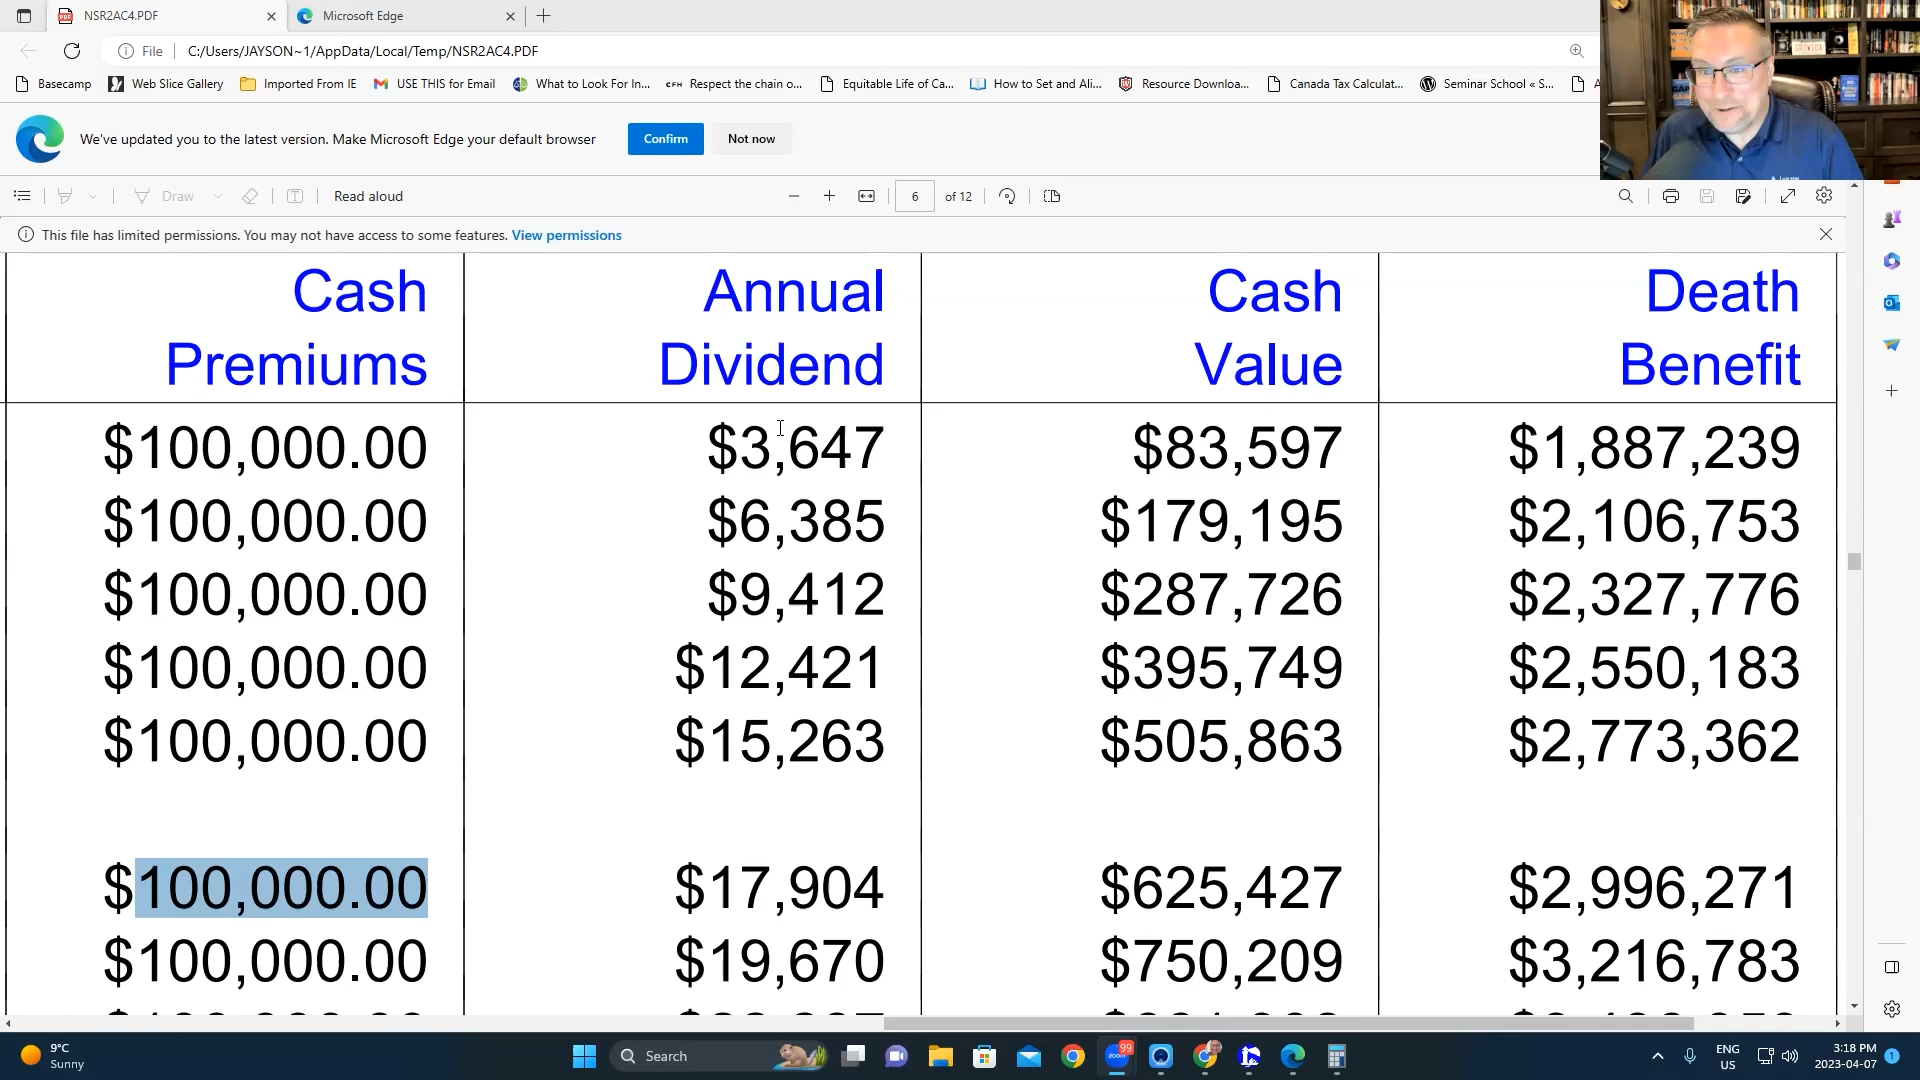 NSR2AC4.PDF
Microsoft Edge
File
C:/Users/JAYSON~1/AppData/Local/Temp/NSR2AC4.PDF
Basecamp
Web Slice Gallery
Imported From IE
USE THIS for Email
What to Look For In...
CFH
Respect the chain o...
Equitable Life of Ca...
How to Set and Ali...
Resource Downloa...
Canada Tax Calculat...
Seminar School « S...
We've updated you to the latest version. Make Microsoft Edge your default browser
Confirm
Not now
Draw
Read aloud
6 of 12
This file has limited permissions. You may not have access to some features. View permissions
Cash Premiums
Annual Dividend
Cash Value
Death Benefit
$100,000.00 $3,647 $83,597 $1,887,239
$100,000.00 $6,385 $179,195 $2,106,753
$100,000.00 $9,412 $287,726 $2,327,776
$100,000.00 $12,421 $395,749 $2,550,183
$100,000.00 $15,263 $505,863 $2,773,362
$100,000.00 $17,904 $625,427 $2,996,271
$100,000.00 $19,670 $750,209 $3,216,783
9°C
Sunny
Search
zoom
99
ENG
US
3:18 PM
2023-04-07
1